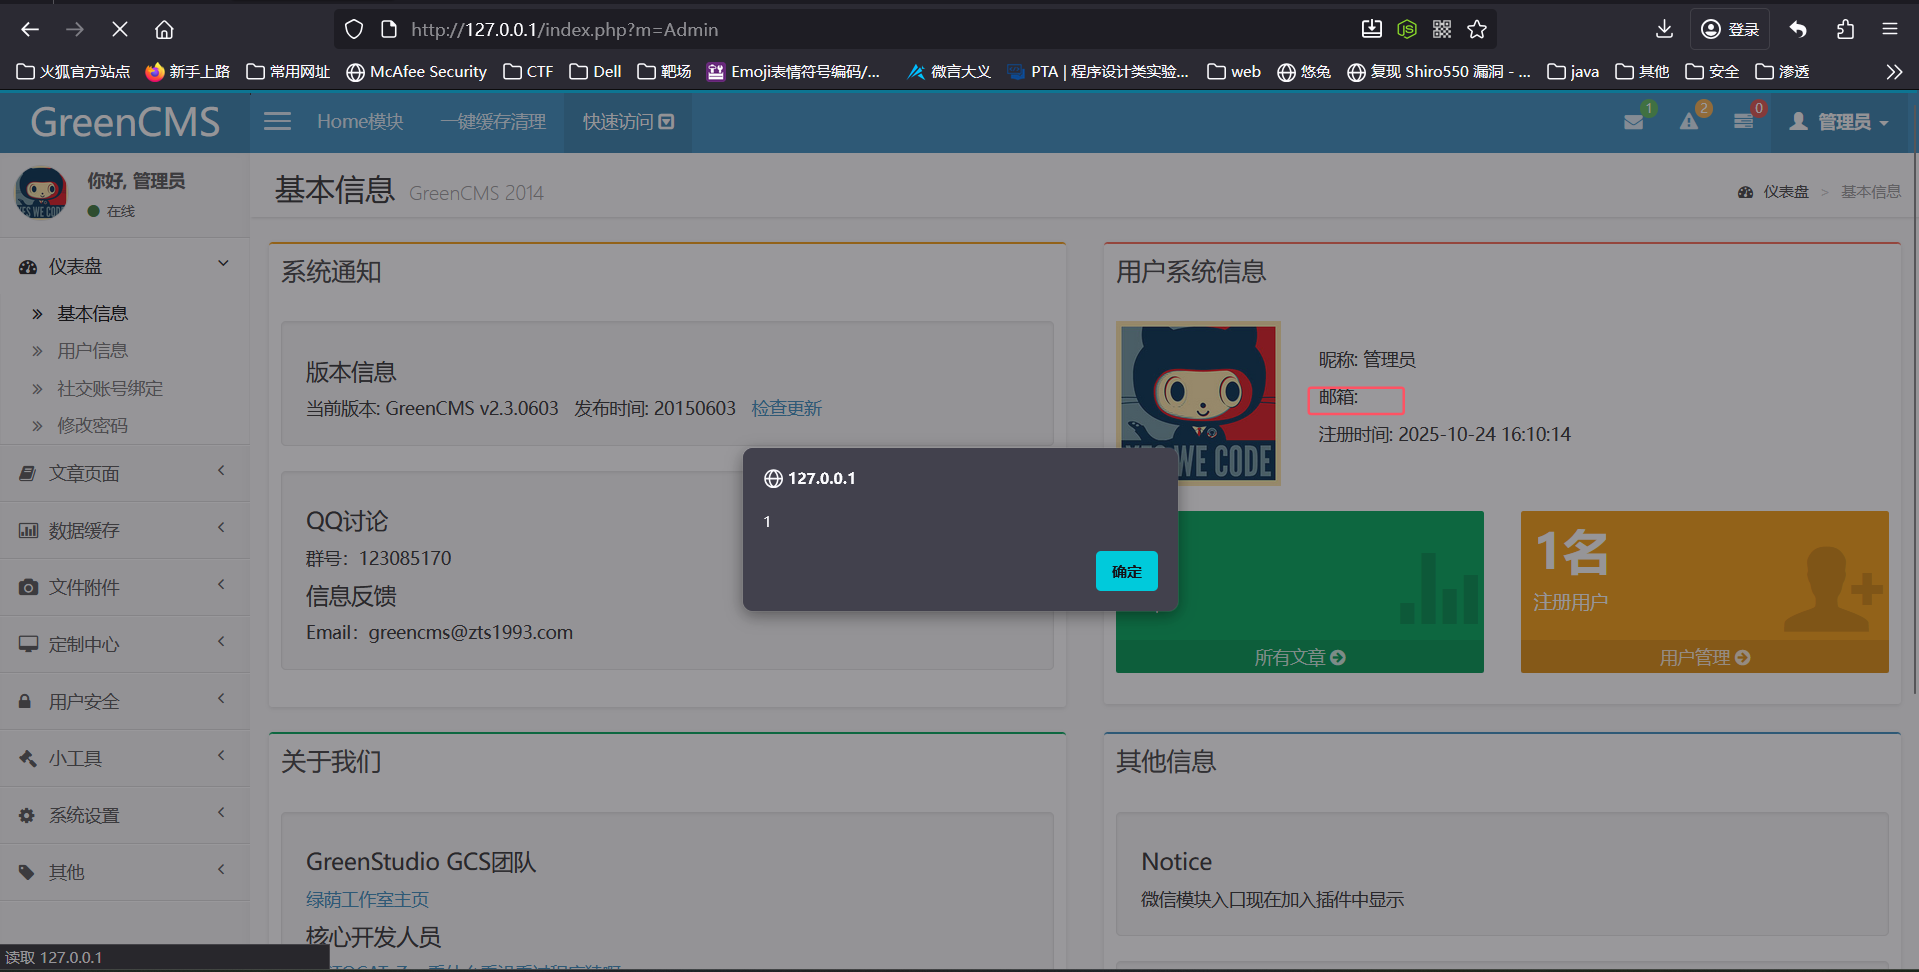 http://127.0.0.1/index.php?m=Admin
登录
火狐官方站点 新手上路 常用网址 McAfee Security CTF Dell 靶场 Emoji表情符号编码/... 微言大义 PTA | 程序设计类实验... web 悠兔 复现 Shiro550 漏洞 - ... java 其他 安全 渗透
GreenCMS Home模块 一键缓存清理 快速访问 1 2 0 管理员
你好, 管理员
在线
基本信息 GreenCMS 2014
仪表盘 > 基本信息
仪表盘
基本信息
用户信息
社交账号绑定
修改密码
文章页面
数据缓存
文件附件
定制中心
用户安全
小工具
系统设置
其他
系统通知
版本信息
当前版本: GreenCMS v2.3.0603 发布时间: 20150603 检查更新
QQ讨论
群号：123085170
信息反馈
Email：greencms@zts1993.com
用户系统信息
WE CODE
昵称: 管理员
邮箱:
注册时间: 2025-10-24 16:10:14
127.0.0.1
1
确定
所有文章
1名
注册用户
用户管理
关于我们
GreenStudio GCS团队
绿荫工作室主页
核心开发人员
其他信息
Notice
微信模块入口现在加入插件中显示
读取 127.0.0.1